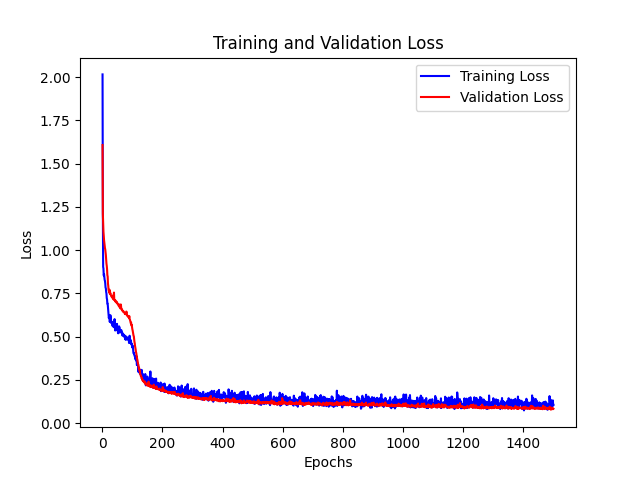 Training and Validation Loss
Training Loss
Validation Loss
Loss
2.00
1.75
1.50
1.25
1.00
0.75
0.50
0.25
0.00
0 200 400 600 800 1000 1200 1400
Epochs